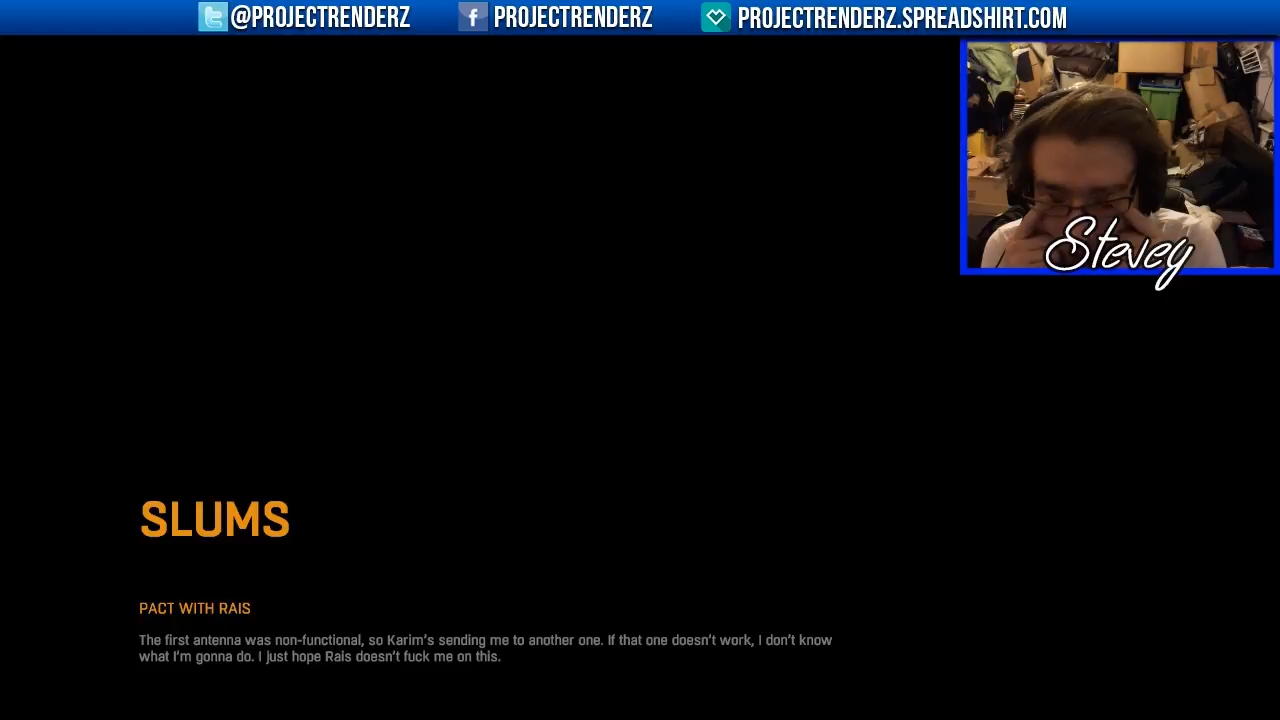 @PROJECTRENDERZ PROJECTRENDERZ PROJECTRENDERZ.SPREADSHIRT.COM
Stevey
SLUMS
PACT WITH RAIS
The first antenna was non-functional, so Karim's sending me to another one. If that one doesn't work, I don't know
what I'm gonna do. I just hope Rais doesn't fuck me on this.